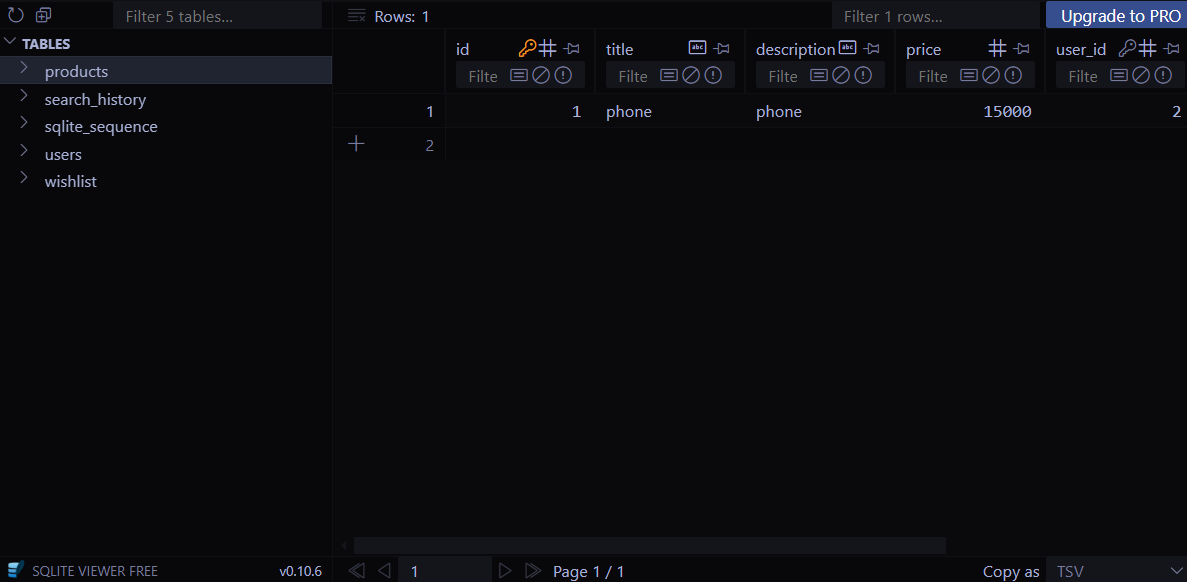 Filter 5 tables...
Rows: 1
Filter 1 rows...
Upgrade to PRO
TABLES
products
search_history
sqlite_sequence
users
wishlist
id title abc description abc price user_id
Filte Filte Filte Filte Filte
1 1 phone phone 15000 2
2
SQLITE VIEWER FREE v0.10.6
1 Page 1 / 1
Copy as TSV